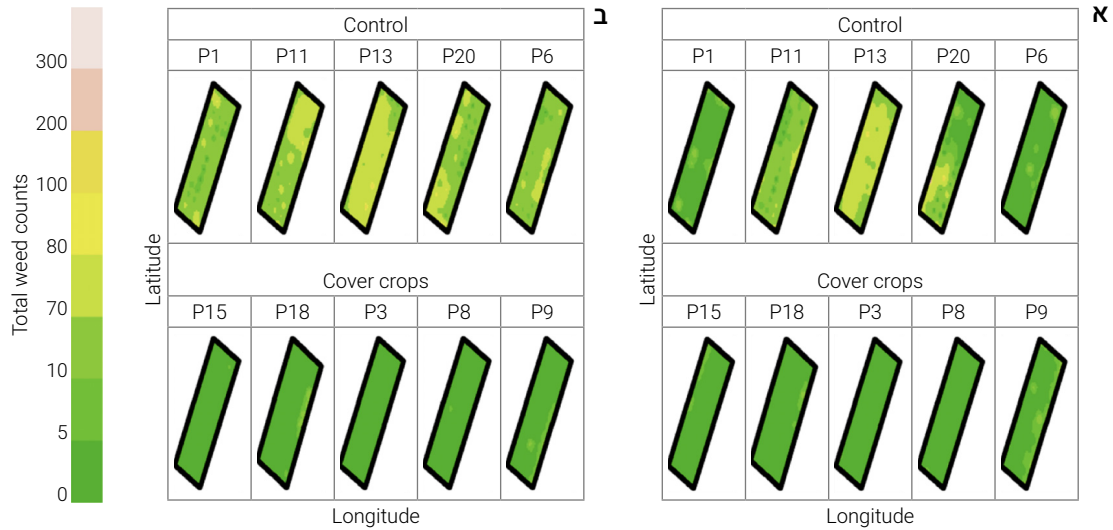 א
Control
P1 P11 P13 P20 P6
Cover crops
P15 P18 P3 P8 P9
Latitude
Longitude
ב
Control
P1 P11 P13 P20 P6
Cover crops
P15 P18 P3 P8 P9
Latitude
Longitude
Total weed counts
300
200
100
80
70
10
5
0